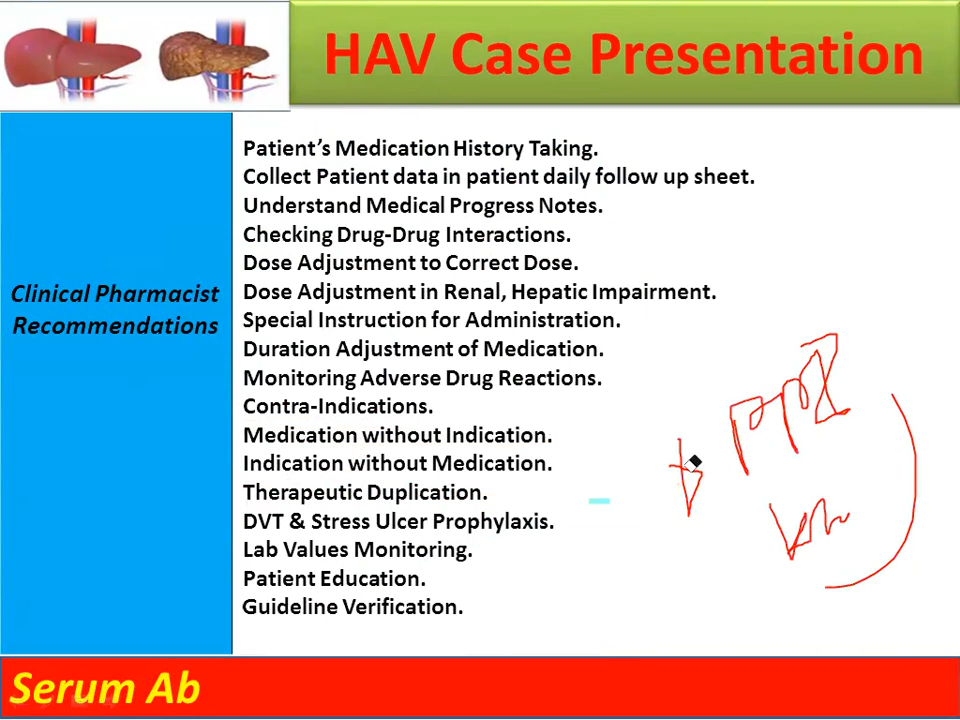 HAV Case Presentation
Clinical Pharmacist
Recommendations
Patient's Medication History Taking.
Collect Patient data in patient daily follow up sheet.
Understand Medical Progress Notes.
Checking Drug-Drug Interactions.
Dose Adjustment to Correct Dose.
Dose Adjustment in Renal, Hepatic Impairment.
Special Instruction for Administration.
Duration Adjustment of Medication.
Monitoring Adverse Drug Reactions.
Contra-Indications.
Medication without Indication.
Indication without Medication.
Therapeutic Duplication.
DVT & Stress Ulcer Prophylaxis.
Lab Values Monitoring.
Patient Education.
Guideline Verification.
PPI
Serum Ab